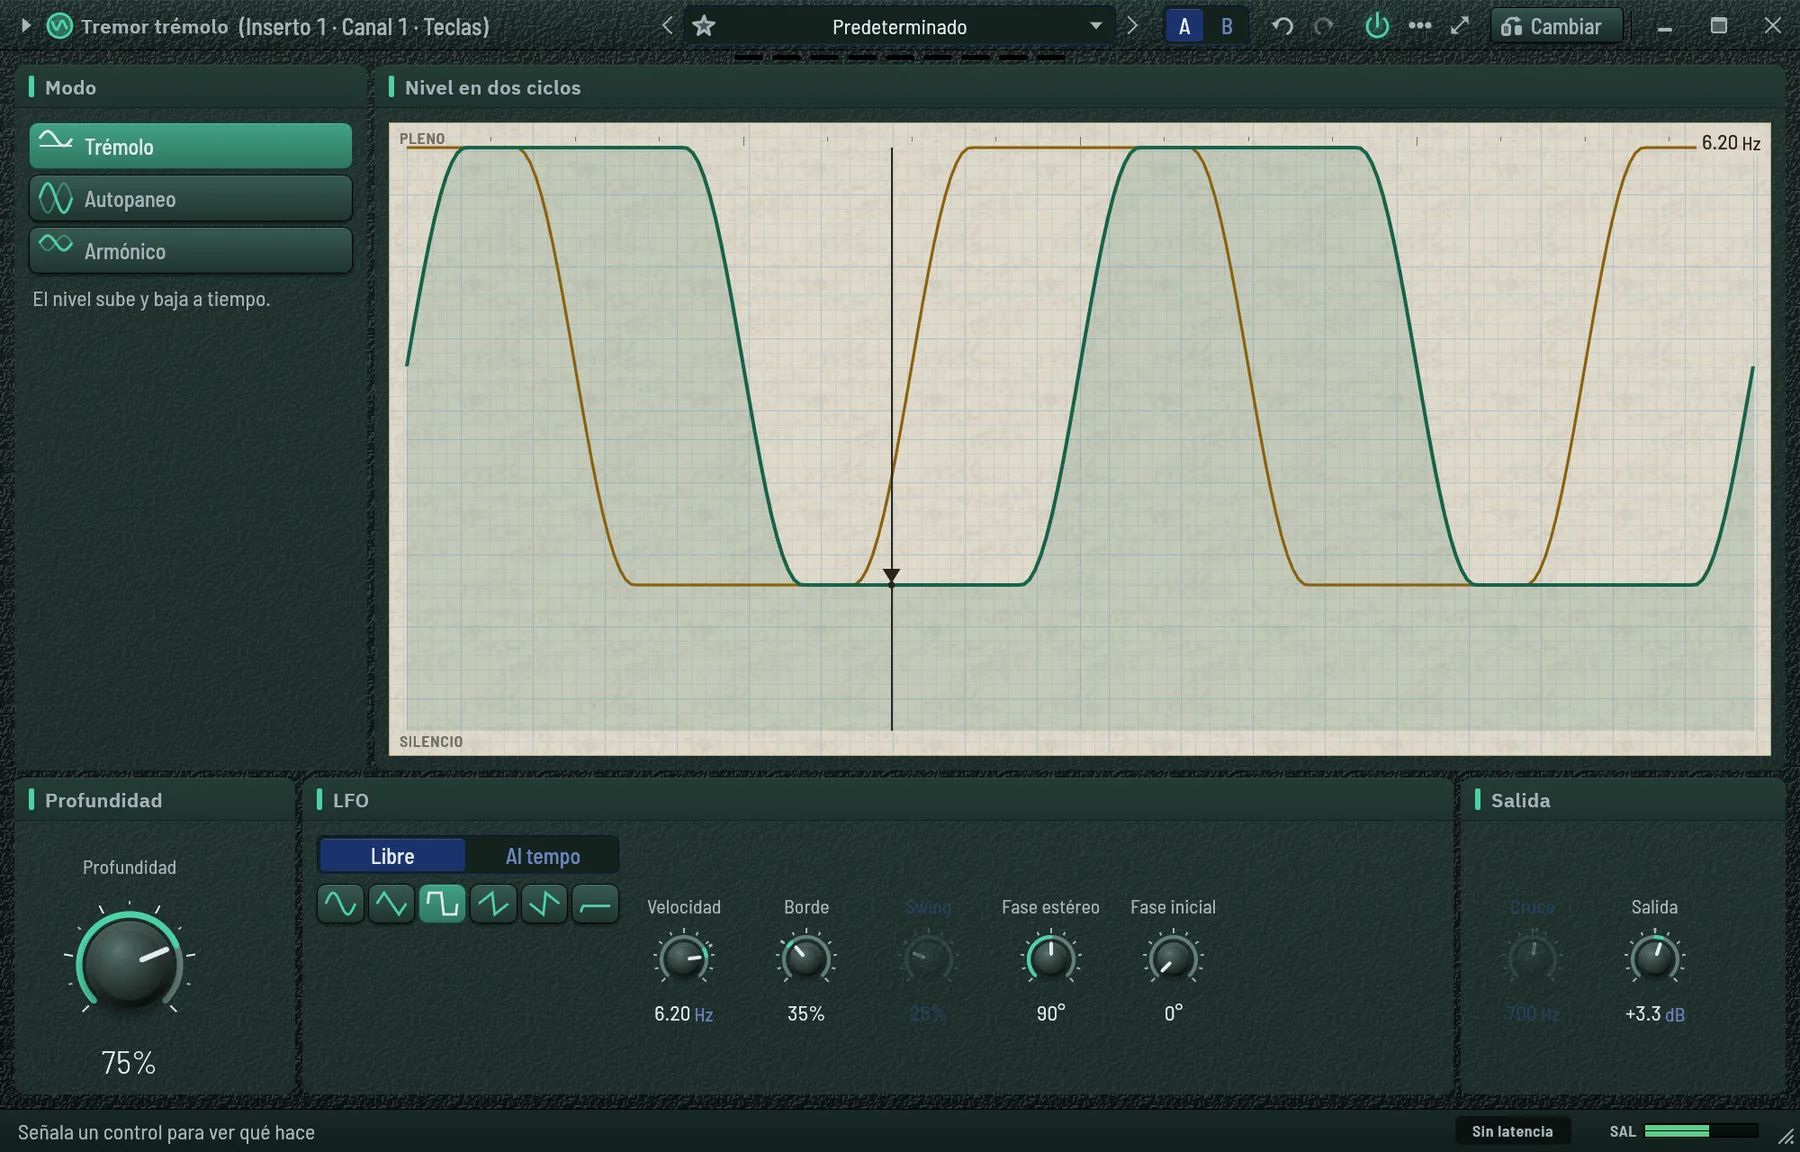 Tremor trémolo (Inserto 1 · Canal 1 · Teclas)
Predeterminado
A B
Cambiar
Modo
Trémolo
Autopaneo
Armónico
El nivel sube y baja a tiempo.
Nivel en dos ciclos
PLENO
6.20 Hz
SILENCIO
Profundidad
Profundidad
75%
LFO
Libre Al tempo
Velocidad Borde Swing Fase estéreo Fase inicial
6.20 Hz 35% 25% 90° 0°
Salida
Cruce Salida
700 Hz +3.3 dB
Señala un control para ver qué hace
Sin latencia SAL